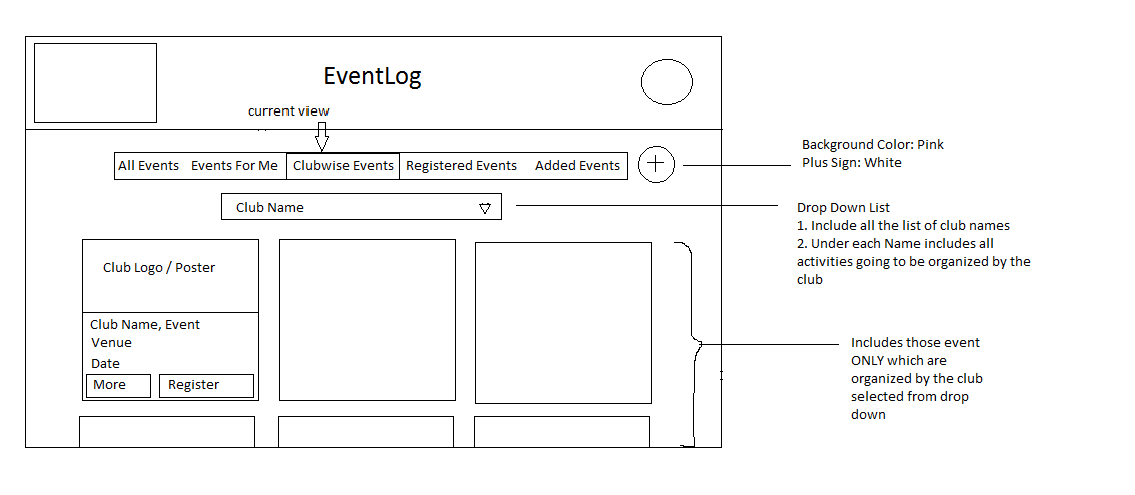 EventLog
current view
All Events Events For Me Clubwise Events Registered Events Added Events
Background Color: Pink
Plus Sign: White
Club Name
Drop Down List
1. Include all the list of club names
2. Under each Name includes all
activities going to be organized by the
club
Club Logo / Poster
Club Name, Event
Venue
Date
More Register
Includes those event
ONLY which are
organized by the club
selected from drop
down